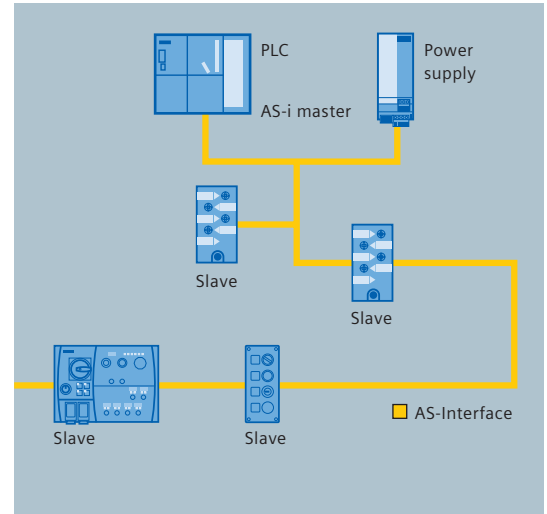 PLC
AS-i master
Power
supply
Slave
Slave
Slave
Slave
AS-Interface